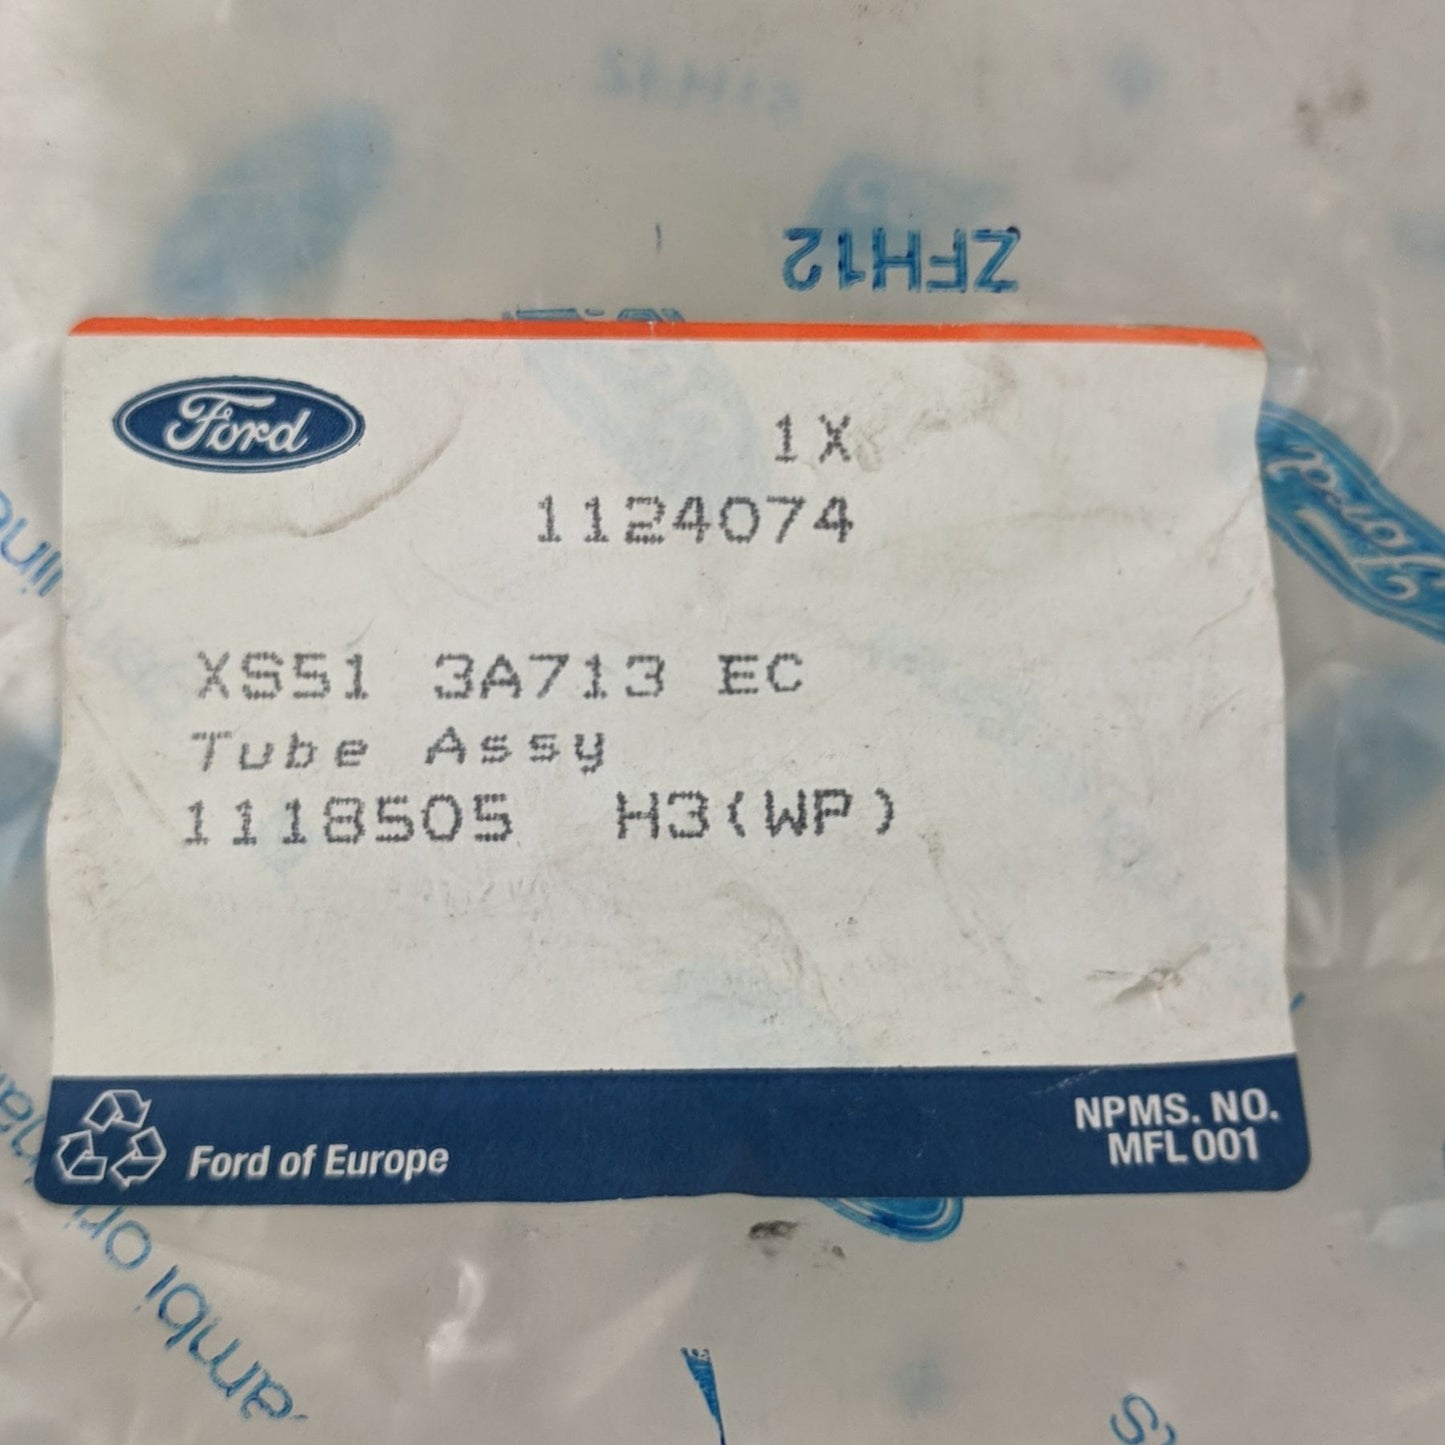 ZFH12
Ford
1X
1124074
XS51 3A713 EC
Tube Assy
1118505 H3(WP)
Ford of Europe
NPMS. NO.
MFL 001
Ford